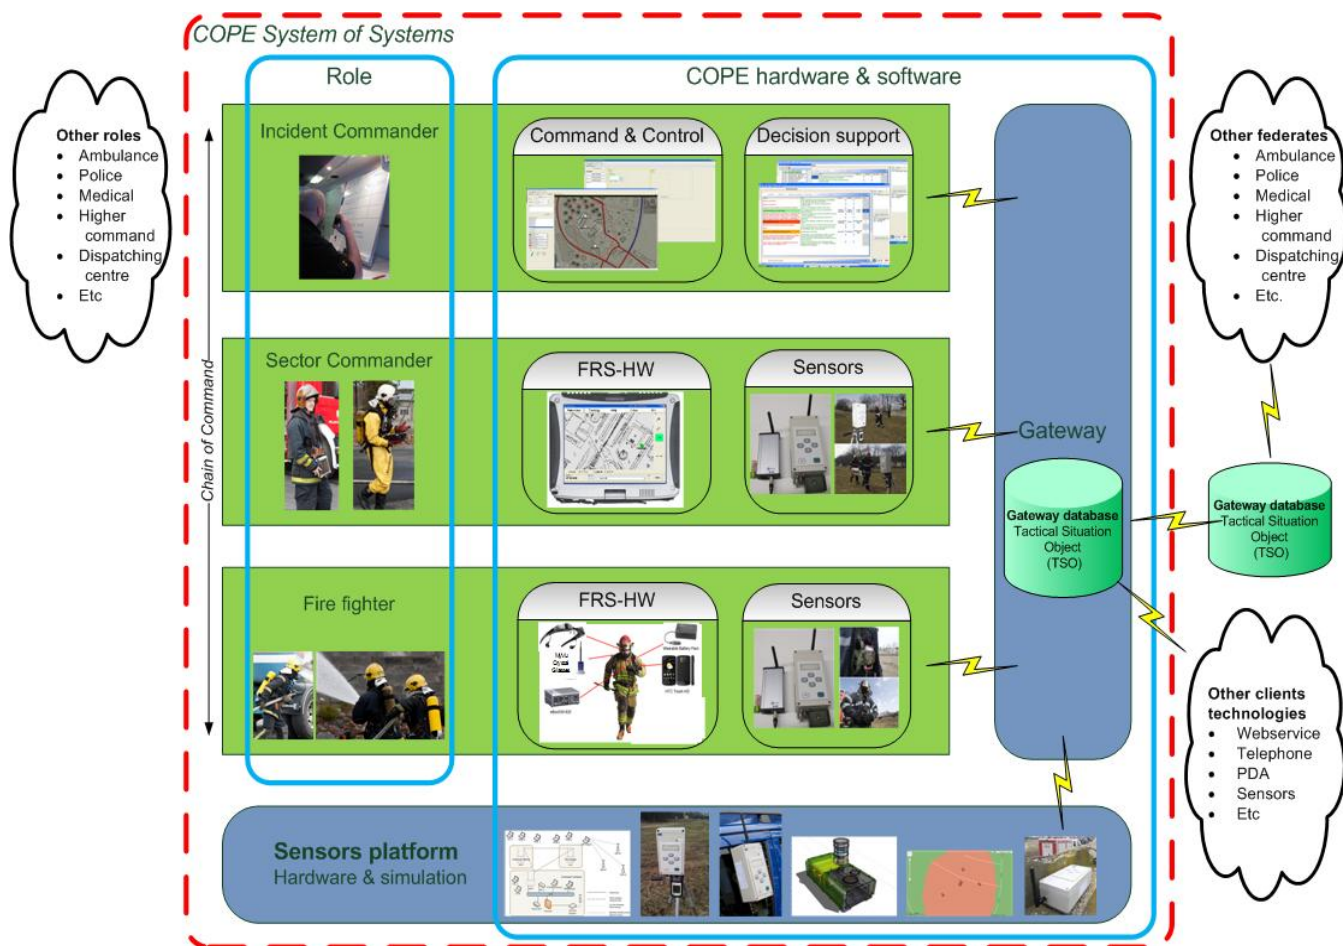 COPE System of Systems
Role
COPE hardware & software
Other roles
• Ambulance
• Police
• Medical
• Higher
command
• Dispatching
centre
• Etc
Chain of Command
Incident Commander
Command & Control
Decision support
Sector Commander
FRS-HW
Sensors
Fire fighter
FRS-HW
Wearable Battery Pack
Sensors
Gateway
Gateway database
Tactical Situation
Object
(TSO)
Other federates
• Ambulance
• Police
• Medical
• Higher
command
• Dispatching
centre
• Etc.
Gateway database
Tactical Situation
Object
(TSO)
Other clients
technologies
• Webservice
• Telephone
• PDA
• Sensors
• Etc
Sensors platform
Hardware & simulation